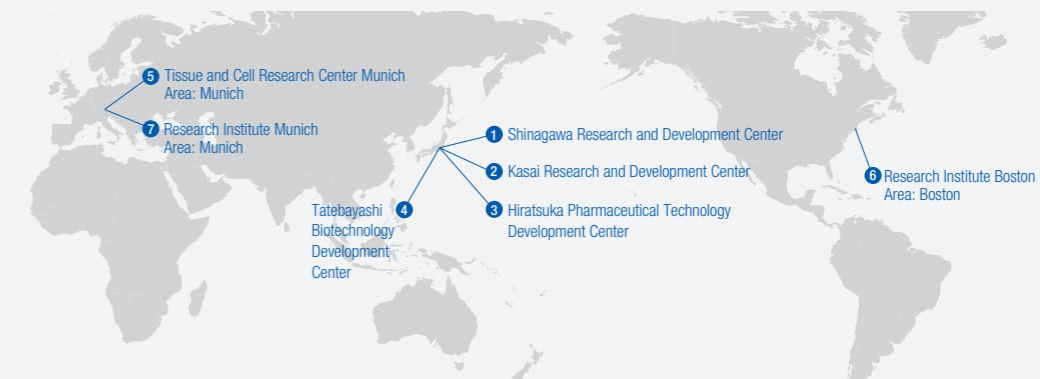 5 Tissue and Cell Research Center Munich
Area: Munich
7 Research Institute Munich
Area: Munich
1 Shinagawa Research and Development Center
2 Kasai Research and Development Center
3 Hiratsuka Pharmaceutical Technology
Development Center
Tatebayashi 4
Biotechnology
Development
Center
6 Research Institute Boston
Area: Boston